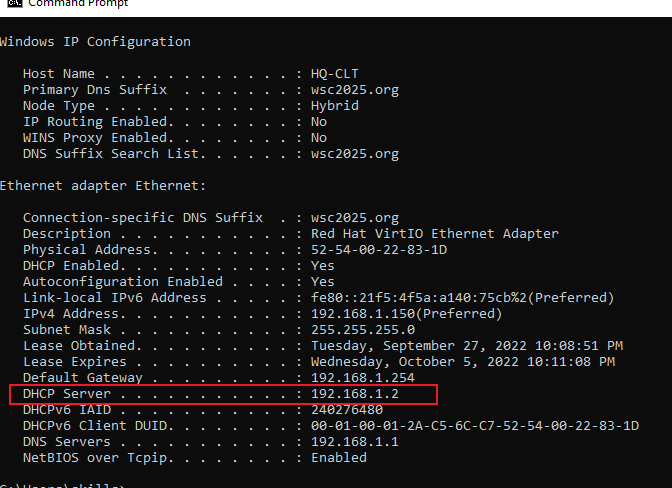 Command Prompt
Windows IP Configuration
Host Name . . . . . . . . . . . . : HQ-CLT
Primary Dns Suffix . . . . . . . : wsc2025.org
Node Type . . . . . . . . . . . . : Hybrid
IP Routing Enabled. . . . . . . . : No
WINS Proxy Enabled. . . . . . . . : No
DNS Suffix Search List. . . . . . : wsc2025.org
Ethernet adapter Ethernet:
Connection-specific DNS Suffix . : wsc2025.org
Description . . . . . . . . . . . : Red Hat VirtIO Ethernet Adapter
Physical Address. . . . . . . . . : 52-54-00-22-83-1D
DHCP Enabled. . . . . . . . . . . : Yes
Autoconfiguration Enabled . . . . : Yes
Link-local IPv6 Address . . . . . : fe80::21f5:4f5a:a140:75cb%2(Preferred)
IPv4 Address. . . . . . . . . . . : 192.168.1.150(Preferred)
Subnet Mask . . . . . . . . . . . : 255.255.255.0
Lease Obtained. . . . . . . . . . : Tuesday, September 27, 2022 10:08:51 PM
Lease Expires . . . . . . . . . . : Wednesday, October 5, 2022 10:11:08 PM
Default Gateway . . . . . . . . . : 192.168.1.254
DHCP Server . . . . . . . . . . . : 192.168.1.2
DHCPv6 IAID . . . . . . . . . . . : 240276480
DHCPv6 Client DUID. . . . . . . . : 00-01-00-01-2A-C5-6C-C7-52-54-00-22-83-1D
DNS Servers . . . . . . . . . . . : 192.168.1.1
NetBIOS over Tcpip. . . . . . . . : Enabled